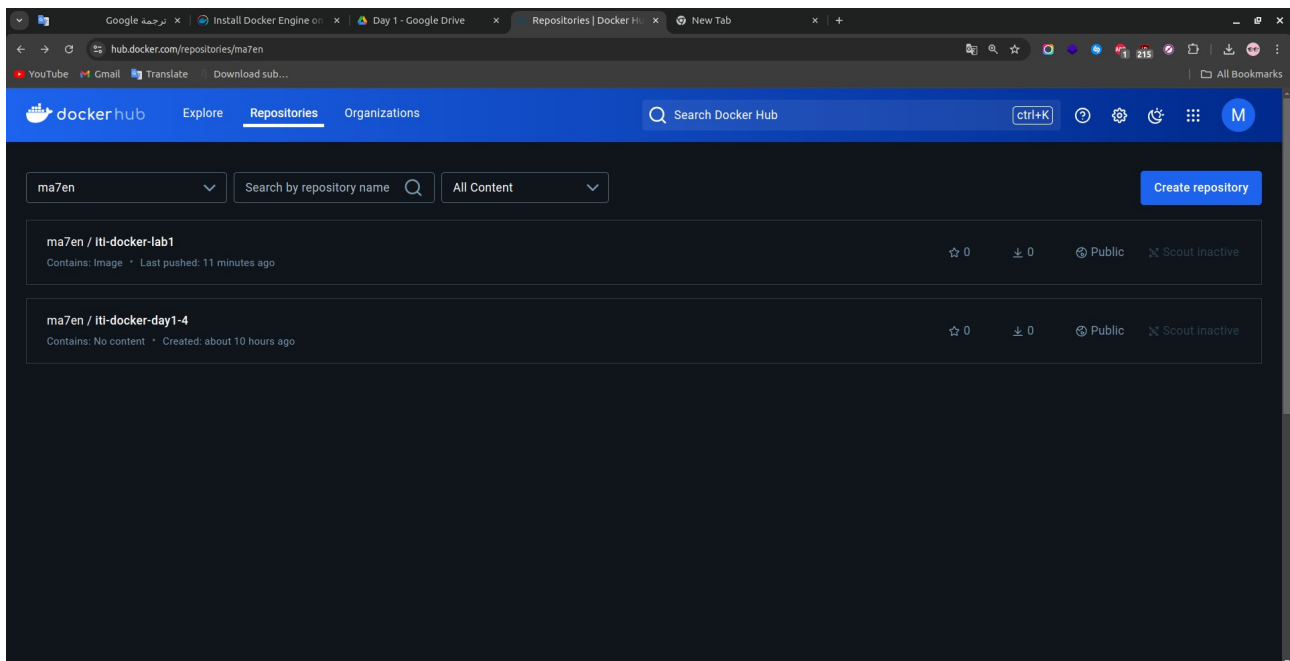 Google ترجمة
Install Docker Engine on
Day 1 - Google Drive
Repositories | Docker Hu
New Tab
hub.docker.com/repositories/ma7en
1
215
YouTube
Gmail
Translate
Download sub...
All Bookmarks
dockerhub
Explore
Repositories
Organizations
Search Docker Hub
ctrl+K
M
ma7en
Search by repository name
All Content
Create repository
ma7en / iti-docker-lab1
Contains: Image • Last pushed: 11 minutes ago
0
0
Public
Scout inactive
ma7en / iti-docker-day1-4
Contains: No content • Created: about 10 hours ago
0
0
Public
Scout inactive